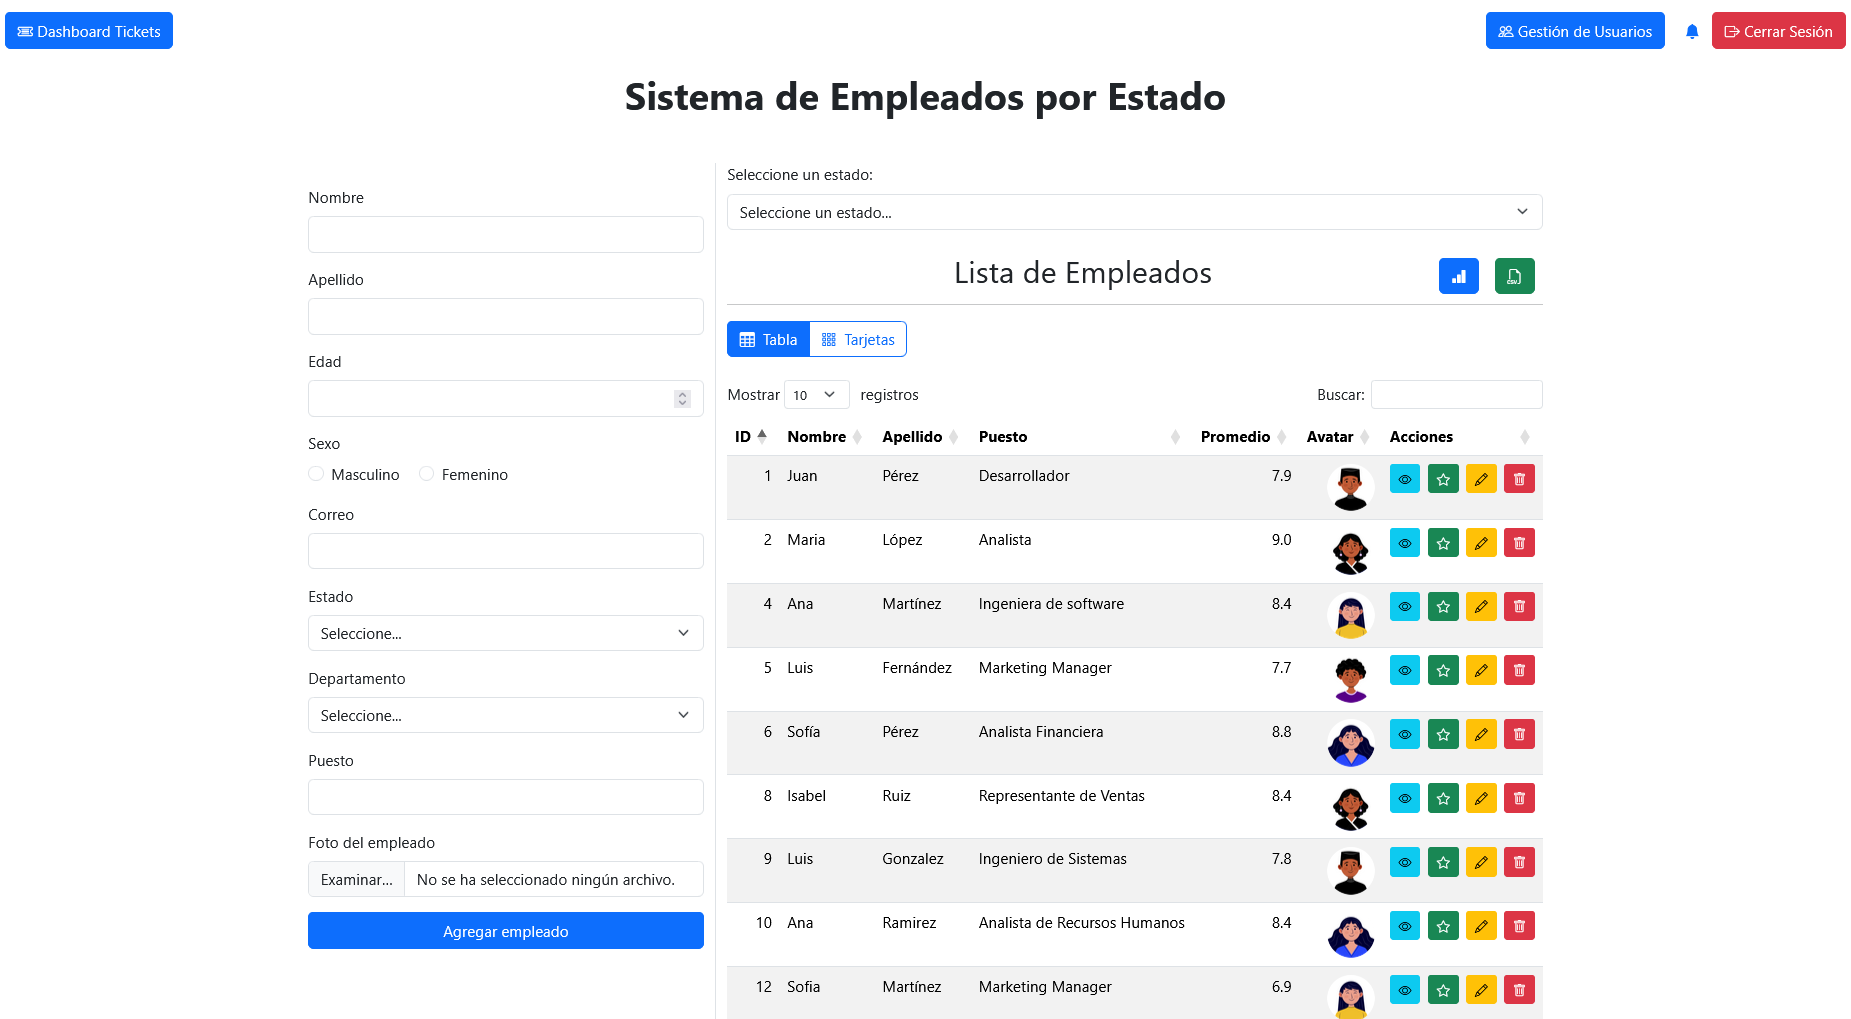 Dashboard Tickets
Gestión de Usuarios
Cerrar Sesión
Sistema de Empleados por Estado
Nombre
Apellido
Edad
Sexo
Masculino Femenino
Correo
Estado
Seleccione...
Departamento
Seleccione...
Puesto
Foto del empleado
Examinar... No se ha seleccionado ningún archivo.
Agregar empleado
Seleccione un estado:
Seleccione un estado...
Lista de Empleados
CSV
Tabla Tarjetas
Mostrar 10 registros Buscar:
ID Nombre Apellido Puesto Promedio Avatar Acciones
1 Juan Pérez Desarrollador 7.9
2 Maria López Analista 9.0
4 Ana Martínez Ingeniera de software 8.4
5 Luis Fernández Marketing Manager 7.7
6 Sofía Pérez Analista Financiera 8.8
8 Isabel Ruiz Representante de Ventas 8.4
9 Luis Gonzalez Ingeniero de Sistemas 7.8
10 Ana Ramirez Analista de Recursos Humanos 8.4
12 Sofia Martínez Marketing Manager 6.9